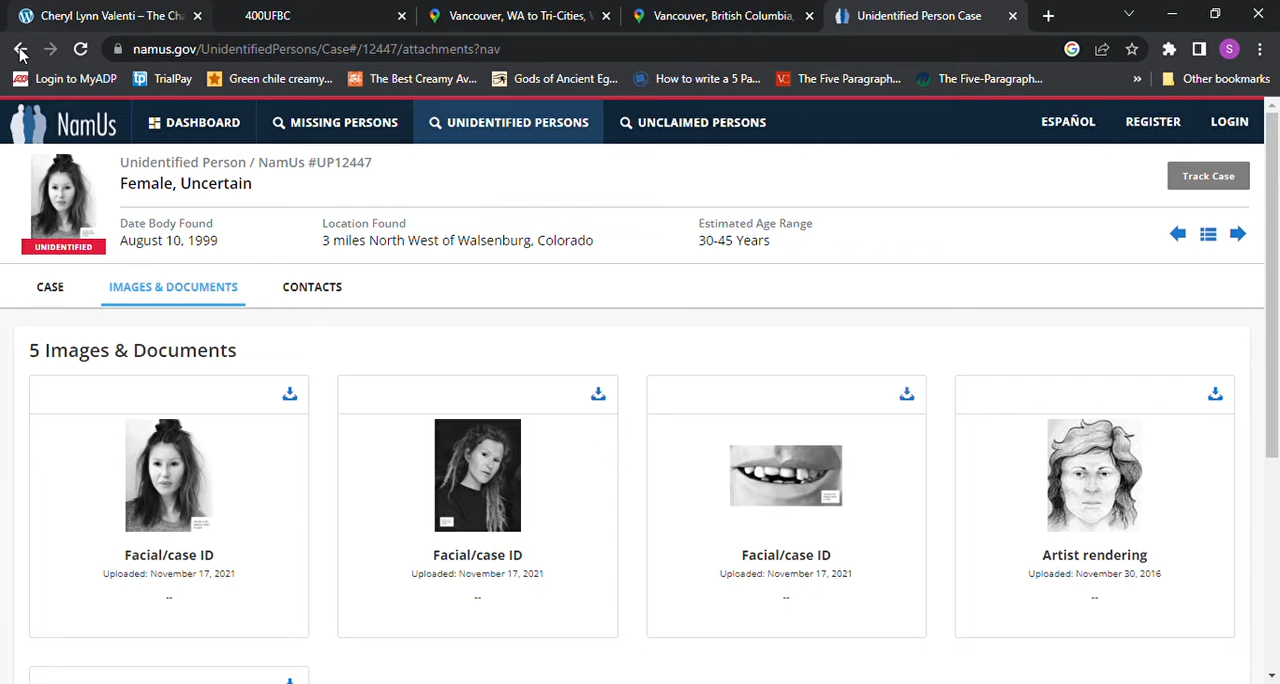 Cheryl Lynn Valenti – The Cha
400UFBC
Vancouver, WA to Tri-Cities, V
Vancouver, British Columbia,
Unidentified Person Case
namus.gov/UnidentifiedPersons/Case#/12447/attachments?nav
S
ADP Login to MyADP
tp TrialPay
Green chile creamy...
The Best Creamy Av...
Gods of Ancient Eg...
How to write a 5 Pa...
VC The Five Paragraph...
The Five-Paragraph...
»
Other bookmarks
NamUs
DASHBOARD
MISSING PERSONS
UNIDENTIFIED PERSONS
UNCLAIMED PERSONS
ESPAÑOL
REGISTER
LOGIN
Unidentified Person / NamUs #UP12447
Female, Uncertain
Track Case
UNIDENTIFIED
Date Body Found
August 10, 1999
Location Found
3 miles North West of Walsenburg, Colorado
Estimated Age Range
30-45 Years
CASE
IMAGES & DOCUMENTS
CONTACTS
5 Images & Documents
Facial/case ID
Uploaded: November 17, 2021
--
Facial/case ID
Uploaded: November 17, 2021
--
Facial/case ID
Uploaded: November 17, 2021
--
Artist rendering
Uploaded: November 30, 2016
--